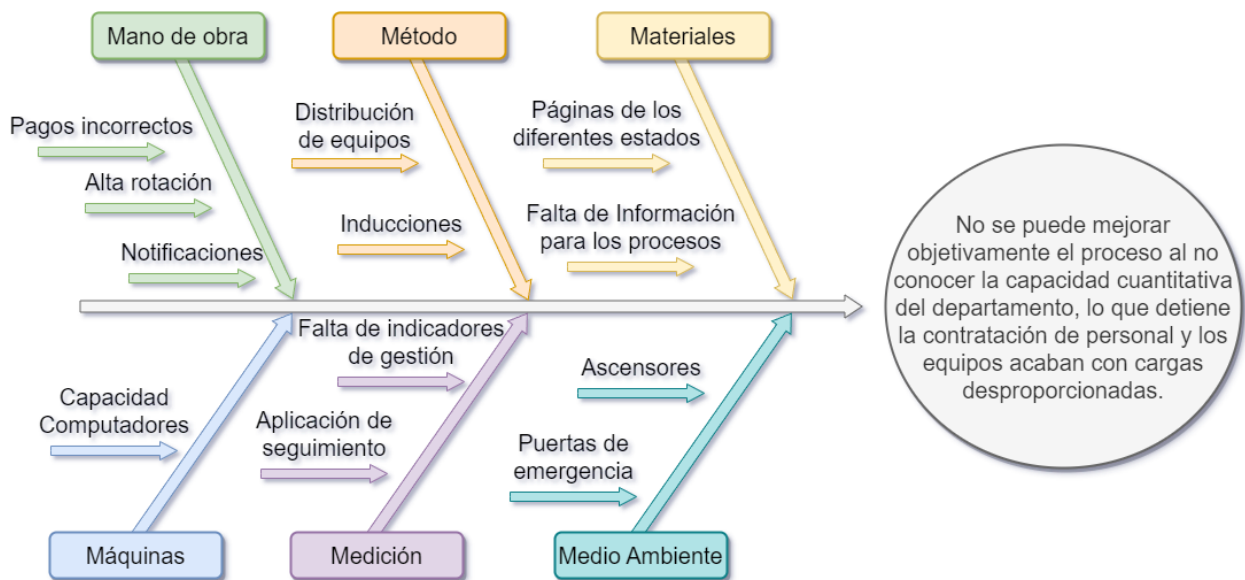 Mano de obra
Método
Materiales
Pagos incorrectos
Alta rotación
Notificaciones
Distribución
de equipos
Inducciones
Páginas de los
diferentes estados
Falta de Información
para los procesos
No se puede mejorar
objetivamente el proceso al no
conocer la capacidad cuantitativa
del departamento, lo que detiene
la contratación de personal y los
equipos acaban con cargas
desproporcionadas.
Capacidad
Computadores
Falta de indicadores
de gestión
Aplicación de
seguimiento
Ascensores
Puertas de
emergencia
Máquinas
Medición
Medio Ambiente